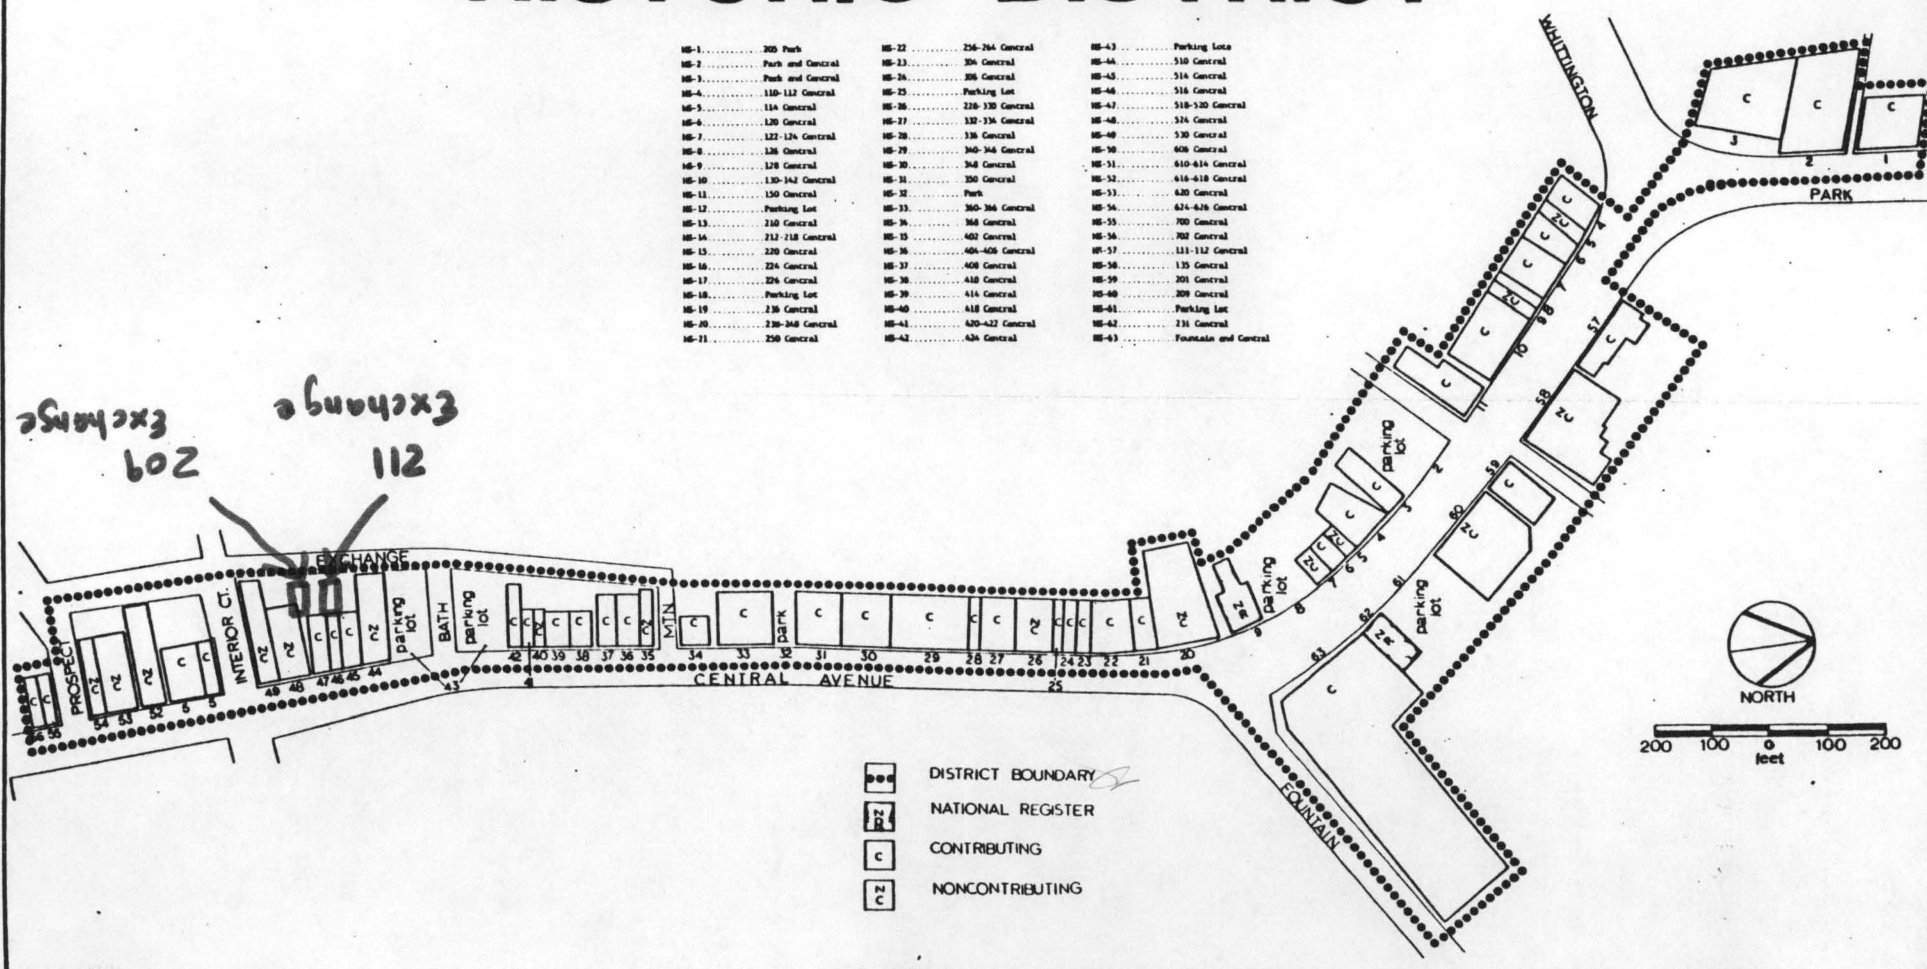 HISTORIC DISTRICT
HS-1 205 Park
HS-2 Park and Central
HS-3 Park and Central
HS-4 110-112 Central
HS-5 114 Central
HS-6 120 Central
HS-7 122-124 Central
HS-8 126 Central
HS-9 128 Central
HS-10 130-142 Central
HS-11 150 Central
HS-12 Parking Lot
HS-13 210 Central
HS-14 212-218 Central
HS-15 220 Central
HS-16 224 Central
HS-17 226 Central
HS-18 Parking Lot
HS-19 236 Central
HS-20 238-248 Central
HS-21 250 Central
HS-22 256-264 Central
HS-23 304 Central
HS-24 306 Central
HS-25 Parking Lot
HS-26 328-330 Central
HS-27 332-334 Central
HS-28 336 Central
HS-29 340-346 Central
HS-30 348 Central
HS-31 350 Central
HS-32 Park
HS-33 360-366 Central
HS-34 368 Central
HS-35 402 Central
HS-36 404-406 Central
HS-37 408 Central
HS-38 410 Central
HS-39 414 Central
HS-40 418 Central
HS-41 420-422 Central
HS-42 424 Central
HS-43 Parking Lots
HS-44 510 Central
HS-45 514 Central
HS-46 516 Central
HS-47 518-520 Central
HS-48 524 Central
HS-49 530 Central
HS-50 606 Central
HS-51 610-614 Central
HS-52 616-618 Central
HS-53 620 Central
HS-54 624-626 Central
HS-55 700 Central
HS-56 702 Central
HS-57 111-112 Central
HS-58 135 Central
HS-59 201 Central
HS-60 209 Central
HS-61 Parking Lot
HS-62 231 Central
HS-63 Fountain and Central
WHITTINGTON
PARK
209
Exchange
211
Exchange
EXCHANGE
PROSPECT
INTERIOR CT.
parking lot
BATH
parking lot
MTN
park
parking lot
parking lot
parking lot
CENTRAL AVENUE
FOUNTAIN
NORTH
200 100 0 100 200
feet
DISTRICT BOUNDARY
NR NATIONAL REGISTER
C CONTRIBUTING
NC NONCONTRIBUTING